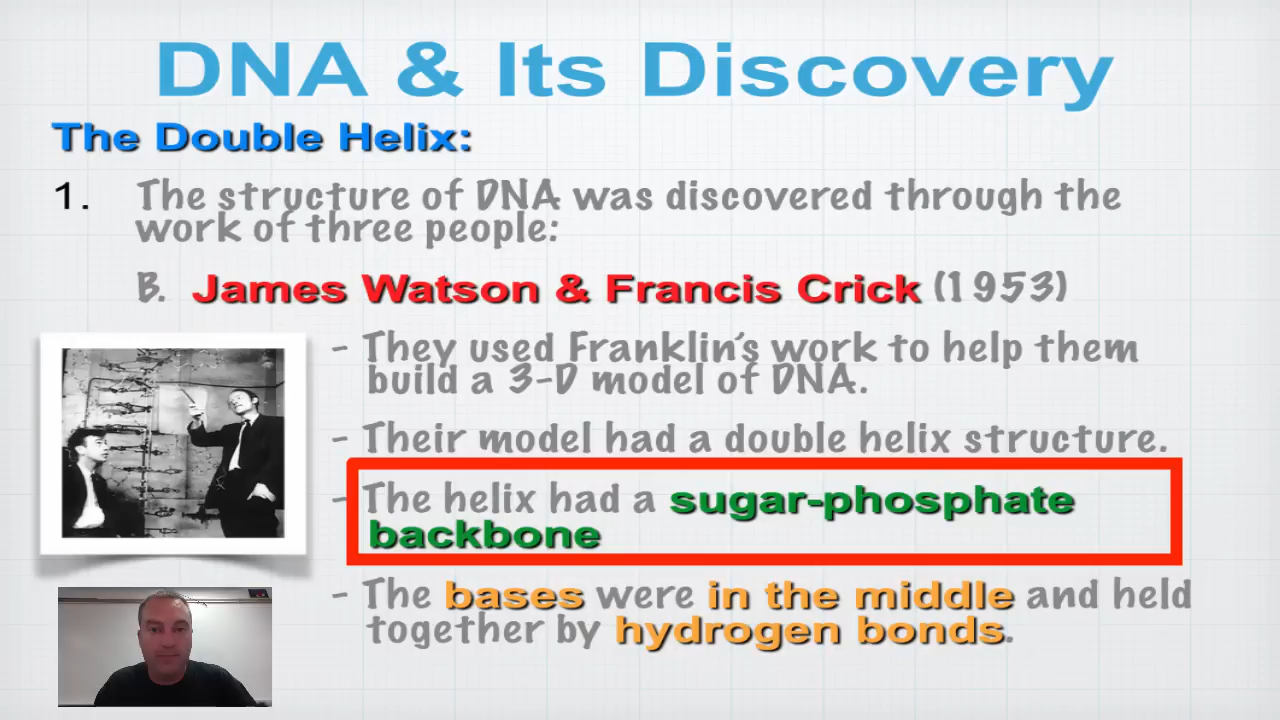 DNA & Its Discovery
The Double Helix:
1. The structure of DNA was discovered through the
work of three people:
B. James Watson & Francis Crick (1953)
- They used Franklin's work to help them
build a 3-D model of DNA.
- Their model had a double helix structure.
- The helix had a sugar-phosphate
backbone
- The bases were in the middle and held
together by hydrogen bonds.